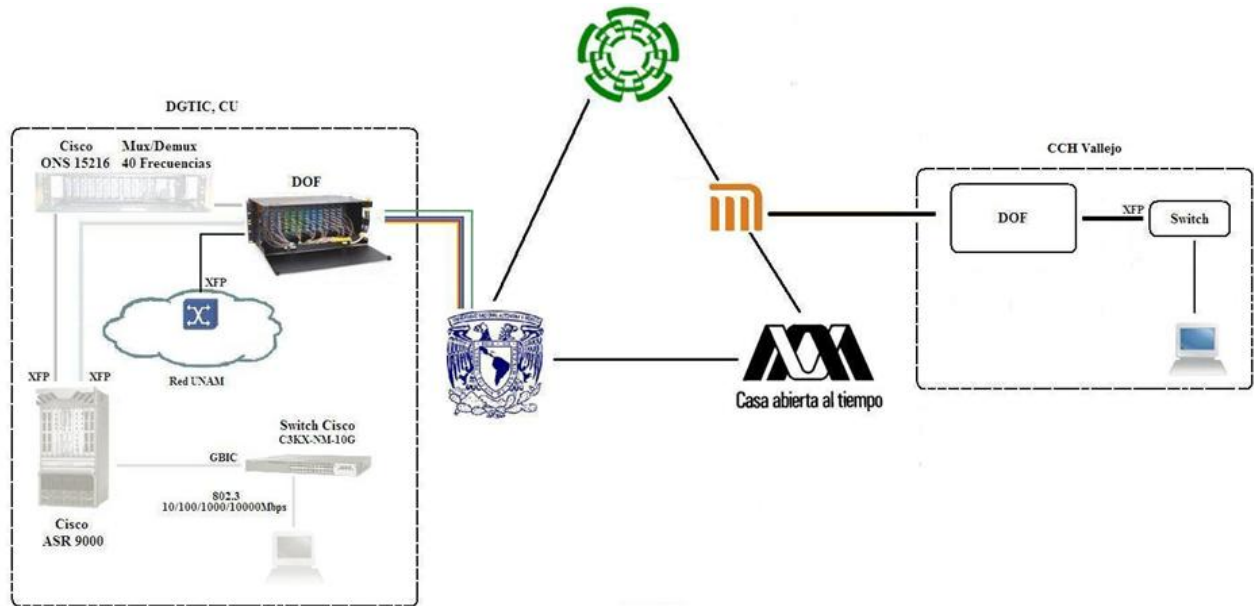 DGTIC, CU
Cisco
ONS 15216
Mux/Demux
40 Frecuencias
DOF
XFP
Red UNAM
XFP
XFP
Switch Cisco
C3KX-NM-10G
GBIC
802.3
10/100/1000/10000Mbps
Cisco
ASR 9000
Casa abierta al tiempo
CCH Vallejo
DOF
XFP
Switch